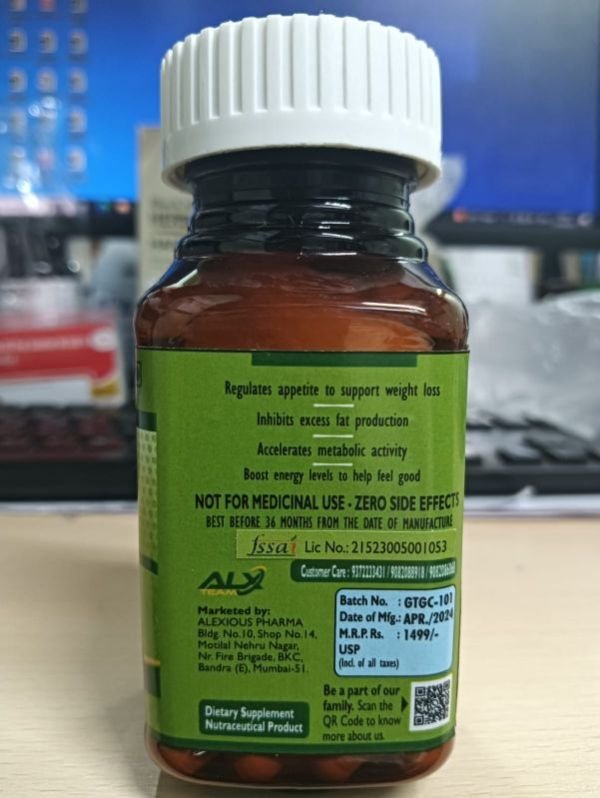 Regulates appetite to support weight loss
Inhibits excess fat production
Accelerates metabolic activity
Boost energy levels to help feel good
NOT FOR MEDICINAL USE - ZERO SIDE EFFECTS
BEST BEFORE 36 MONTHS FROM THE DATE OF MANUFACTURE
fssai Lic No.: 21523005001053
Customer Care : 9372233431 / 9082088918 /
ALX
TEAM
Marketed by:
ALEXIOUS PHARMA
Bldg. No.10, Shop No.14,
Motilal Nehru Nagar,
Nr. Fire Brigade, BKC,
Bandra (E), Mumbai-51.
Batch No. : GTGC-101
Date of Mfg.: APR./2024
M.R.P. Rs. : 1499/-
USP
(Incl. of all taxes)
Dietary Supplement
Nutraceutical Product
Be a part of our
family. Scan the
QR Code to know
more about us.